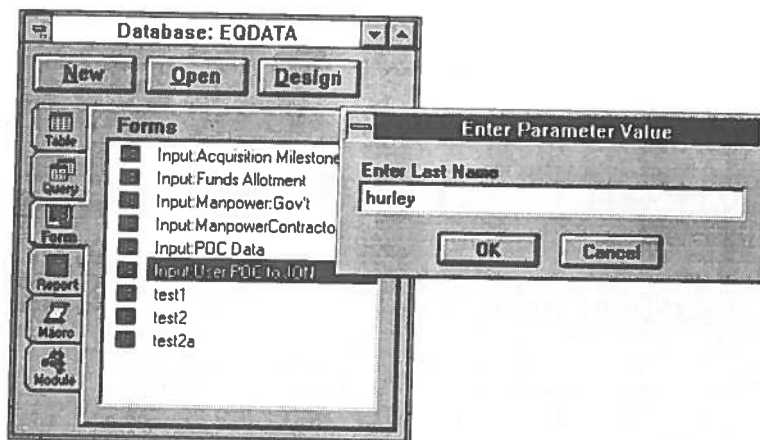 Database: EQDATA
New Open Design
Table
Query
Form
Report
Macro
Module
Forms
Input:Acquisition Milestone
Input:Funds Allotment
Input:Manpower:Gov't
Input:ManpowerContracto
Input:POC Data
Input:User POC to JON
test1
test2
test2a
Enter Parameter Value
Enter Last Name
hurley
OK Cancel